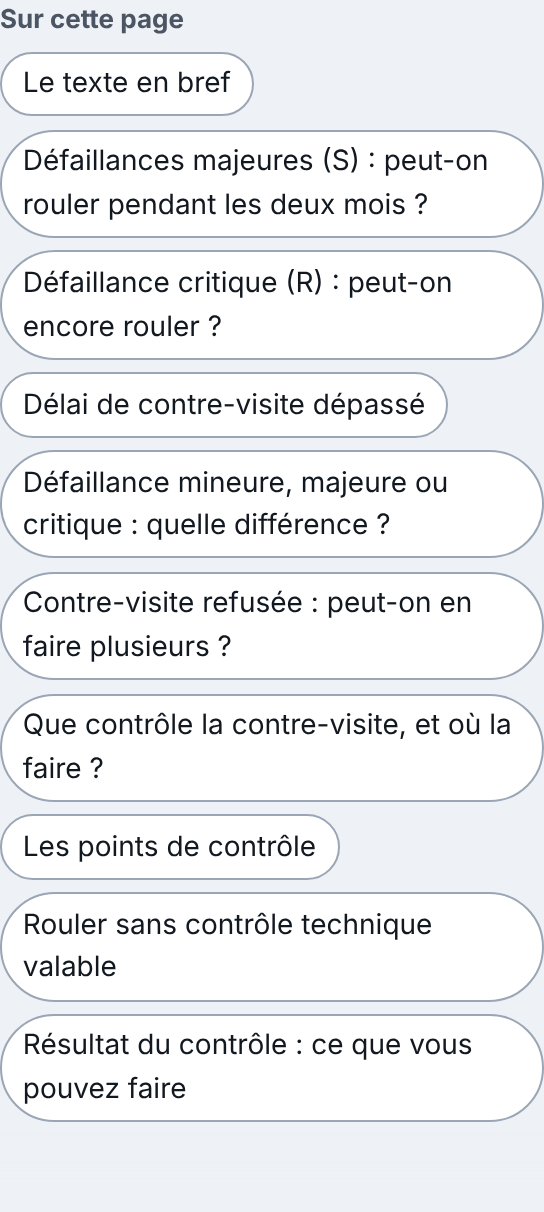 Sur cette page
Le texte en bref
Défaillances majeures (S) : peut-on
rouler pendant les deux mois ?
Défaillance critique (R) : peut-on
encore rouler ?
Délai de contre-visite dépassé
Défaillance mineure, majeure ou
critique : quelle différence ?
Contre-visite refusée : peut-on en
faire plusieurs ?
Que contrôle la contre-visite, et où la
faire ?
Les points de contrôle
Rouler sans contrôle technique
valable
Résultat du contrôle : ce que vous
pouvez faire